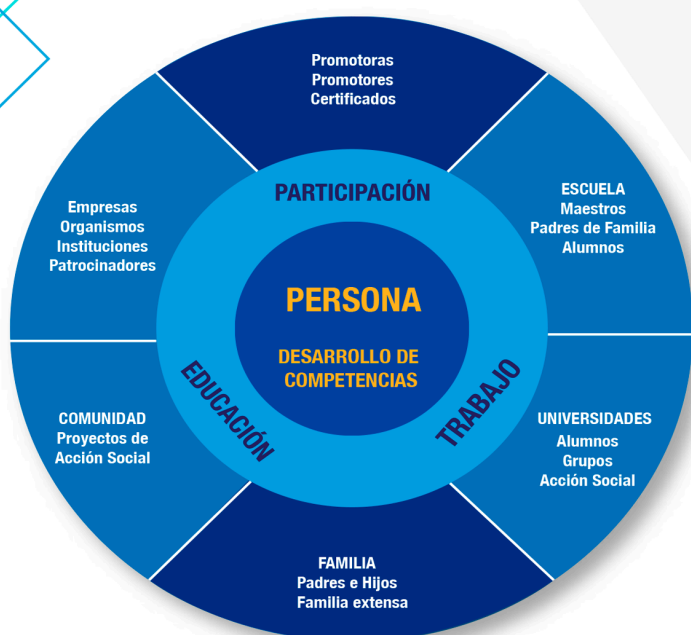 Promotoras
Promotores
Certificados
PARTICIPACIÓN
Empresas
Organismos
Instituciones
Patrocinadores
ESCUELA
Maestros
Padres de Familia
Alumnos
PERSONA
DESARROLLO DE
COMPETENCIAS
EDUCACIÓN
TRABAJO
COMUNIDAD
Proyectos de
Acción Social
UNIVERSIDADES
Alumnos
Grupos
Acción Social
FAMILIA
Padres e Hijos
Familia extensa